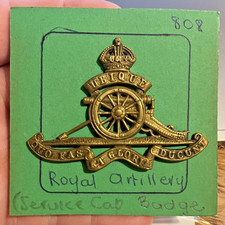 808
UBIQUE
QUO FAS
ET GLORIA
DUCUNT
Royal Artillery
(Service Cap Badge)